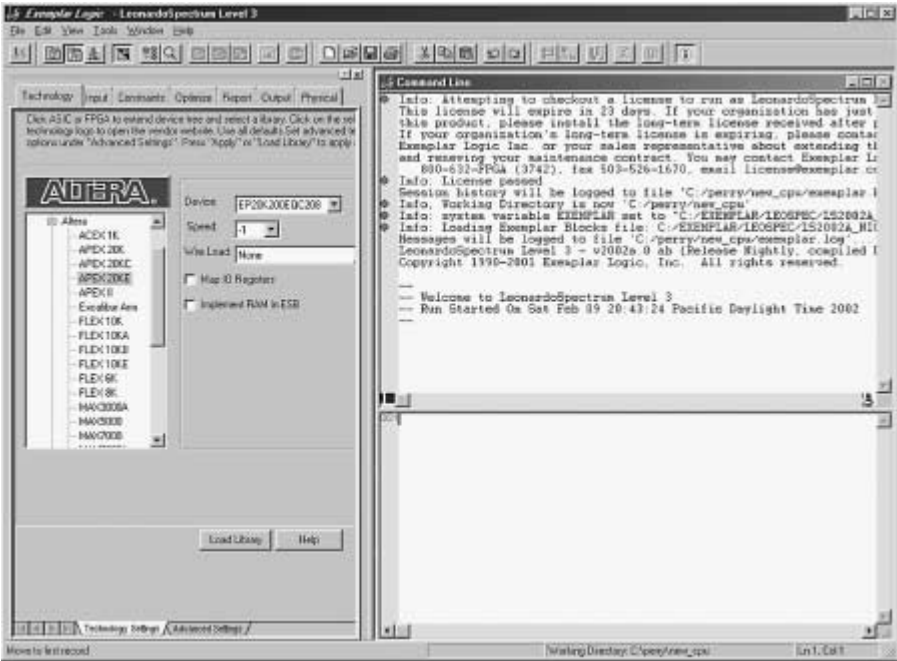 Exemplar Logic - LeonardoSpectrum Level 3
File Edit View Tools Window Help
Technology Input Constraints Optimize Report Output Physical
Click ASIC or FPGA to extend device tree and select a library. Click on the
technology logo to open the vendor website. Use all defaults. Set advanced
options under "Advanced Settings". Press "Apply" or "Load Library" to apply
ALTERA
Altera
ACEX 1K
APEX 20K
APEX 20KC
APEX 20KE
APEX II
Excalibur Arm
FLEX 10K
FLEX 10KA
FLEX 10KB
FLEX 10KE
FLEX 6K
FLEX 8K
MAX3000A
MAX5000
MAX7000B
Device: EP20K200EQC208
Speed: -1
Wire Load: None
Map IO Registers
Implement RAM in ESB
Load Library Help
Technology Settings Advanced Settings
Command Line
Info: Attempting to checkout a license to run as LeonardoSpectrum
This license will expire in 23 days. If your organization has just
this product, please install the long-term license received after
If your organization's long-term license is expiring, please
Exemplar Logic Inc. or your sales representative about extending
and renewing your maintenance contract. You may contact Exemplar
800-632-FPGA (3742), fax 503-526-1670, email
Info: License passed
Session history will be logged to file 'C:/perry/new_cpu/exemplar
Info, Working Directory is now 'C:/perry/new_cpu'
Info: system variable EXEMPLAR set to "C:/EXEMPLAR/LEOSPEC/LS2002A_
Info: Loading Exemplar Blocks file: C:/EXEMPLAR/LEOSPEC/LS2002A_
Messages will be logged to file 'C:/perry/new_cpu/exemplar.log'...
LeonardoSpectrum Level 3 - v2002a.0 ab (Release Nightly, compiled
Copyright 1990-2001 Exemplar Logic, Inc. All rights reserved.
--
-- Welcome to LeonardoSpectrum Level 3
-- Run Started On Sat Feb 09 20:43:24 Pacific Daylight Time 2002
--
Move to first record
Working Directory: C:/perry/new_cpu
Ln 1, Col 1